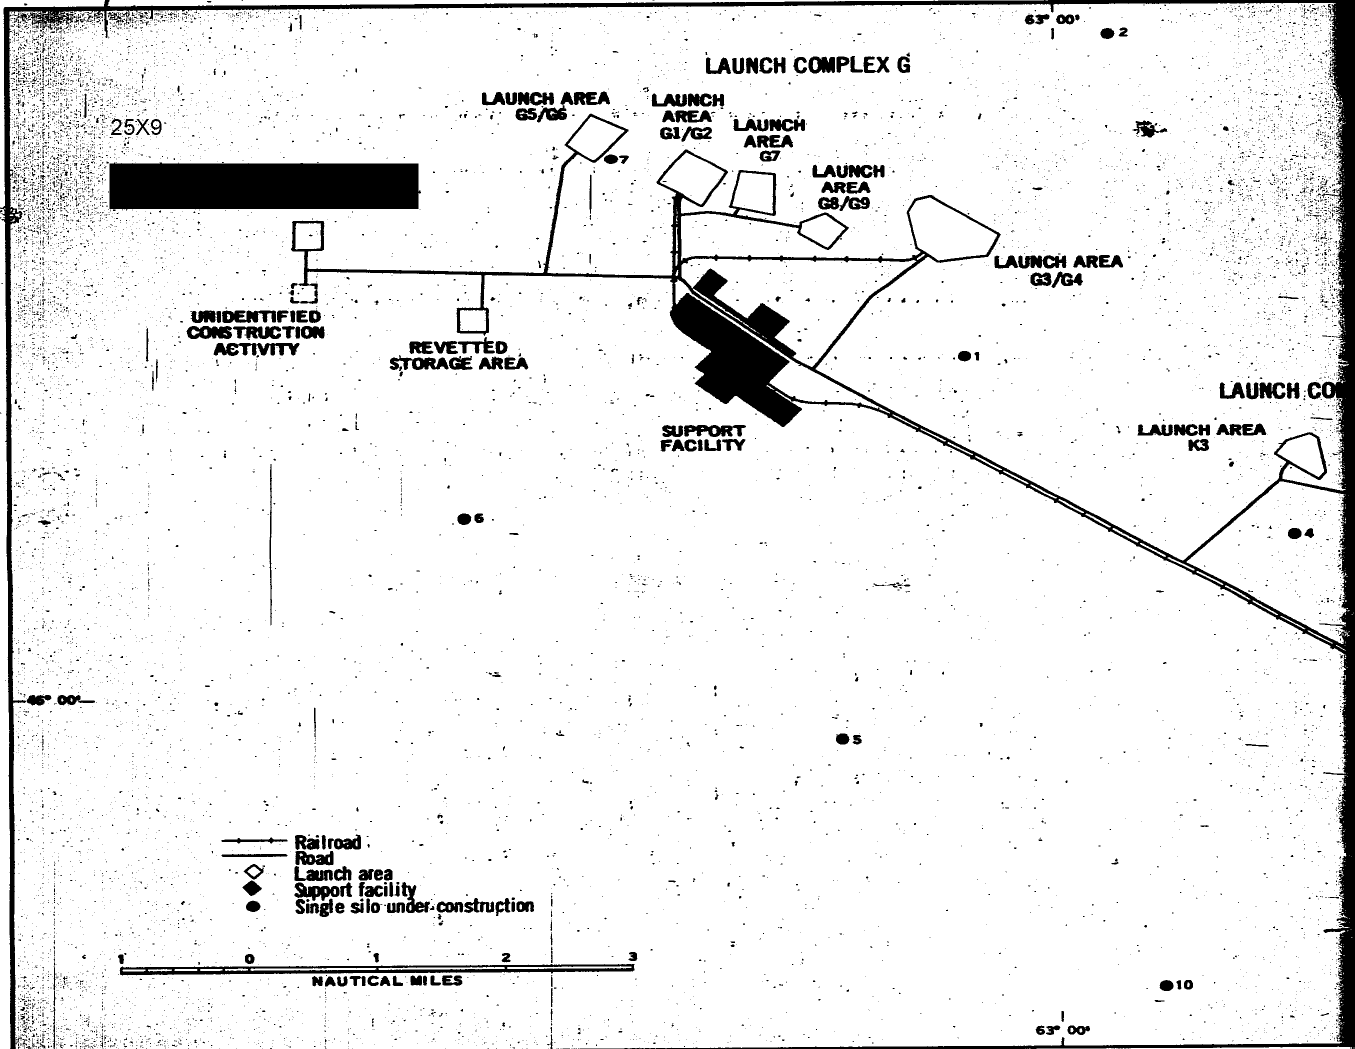 63° 00'
2
LAUNCH COMPLEX G
LAUNCH AREA
G5/G6
LAUNCH
AREA
G1/G2
LAUNCH
AREA
G7
25X9
7
LAUNCH
AREA
G8/G9
LAUNCH AREA
G3/G4
UNIDENTIFIED
CONSTRUCTION
ACTIVITY
REVETTED
STORAGE AREA
1
LAUNCH CO
SUPPORT
FACILITY
LAUNCH AREA
K3
6
4
46° 00'
5
Railroad
Road
Launch area
Support facility
Single silo under construction
1 0 1 2 3
NAUTICAL MILES
10
63° 00'